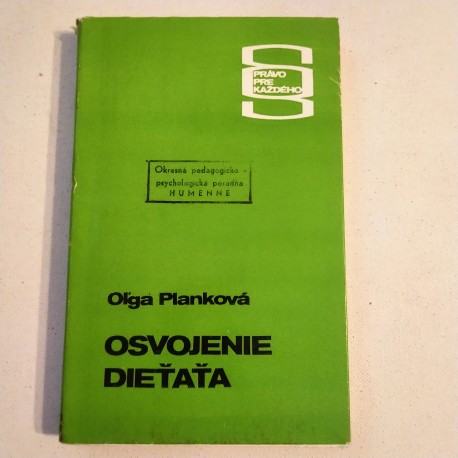 PRÁVO
PRE
KAŽDÉHO
Okresná pedagogicko -
psychologická poradňa
HUMENNÉ
Oľga Planková
OSVOJENIE
DIEŤAŤA